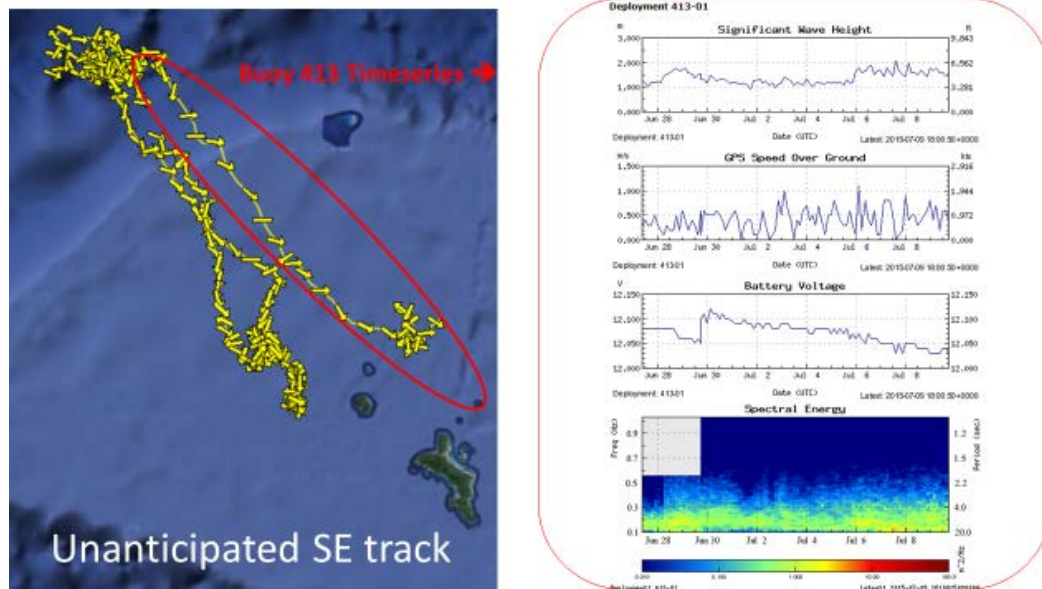 Buoy 413 Timeseries
Unanticipated SE track
Deployment 413-01
m Significant Wave Height ft
3,000 9.843
2,000 6.562
1,000 3.281
0,000 0.000
Jun 28 Jun 30 Jul 2 Jul 4 Jul 6 Jul 8
Deployment 413-01 Date (UTC) Latest: 2015-07-09 18:00:50+0000
m/s GPS Speed Over Ground kts
1.500 2.916
1.000 1.944
0.500 0.972
0.000 0.000
Jun 28 Jun 30 Jul 2 Jul 4 Jul 6 Jul 8
Deployment 413-01 Date (UTC) Latest: 2015-07-09 18:00:50+0000
V Battery Voltage V
12.150 12.150
12.100 12.100
12.050 12.050
12.000 12.000
Jun 28 Jun 30 Jul 2 Jul 4 Jul 6 Jul 8
Deployment 413-01 Date (UTC) Latest: 2015-07-09 18:00:50+0000
Spectral Energy
Freq (Hz) Period (sec)
0.9 1.2
0.7 1.5
0.5 2.2
0.3 4.0
0.1 20.0
Jun 28 Jun 30 Jul 2 Jul 4 Jul 6 Jul 8
m^2/Hz